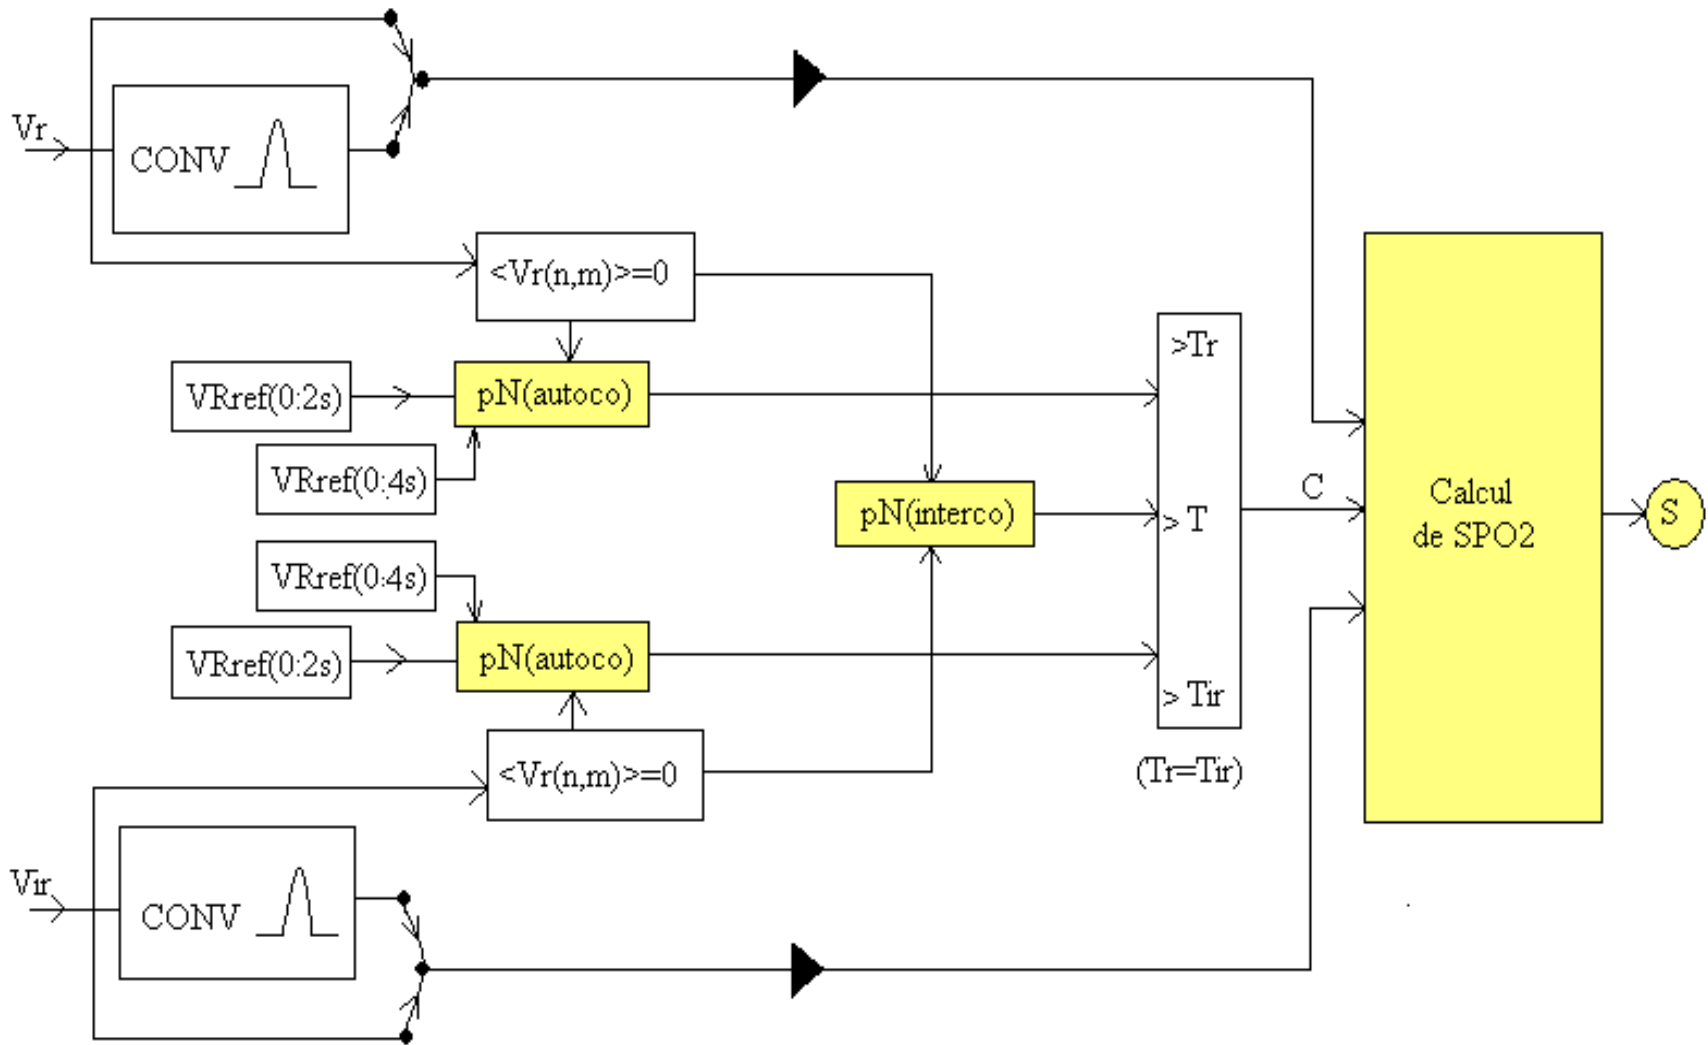 Vr
CONV
<Vr(n,m)>=0
VRref(0:2s)
pN(autoco)
VRref(0:4s)
>Tr
pN(interco)
> T
C
Calcul
de SPO2
S
VRref(0:4s)
VRref(0:2s)
pN(autoco)
> Tir
<Vr(n,m)>=0
(Tr=Tir)
Vir
CONV